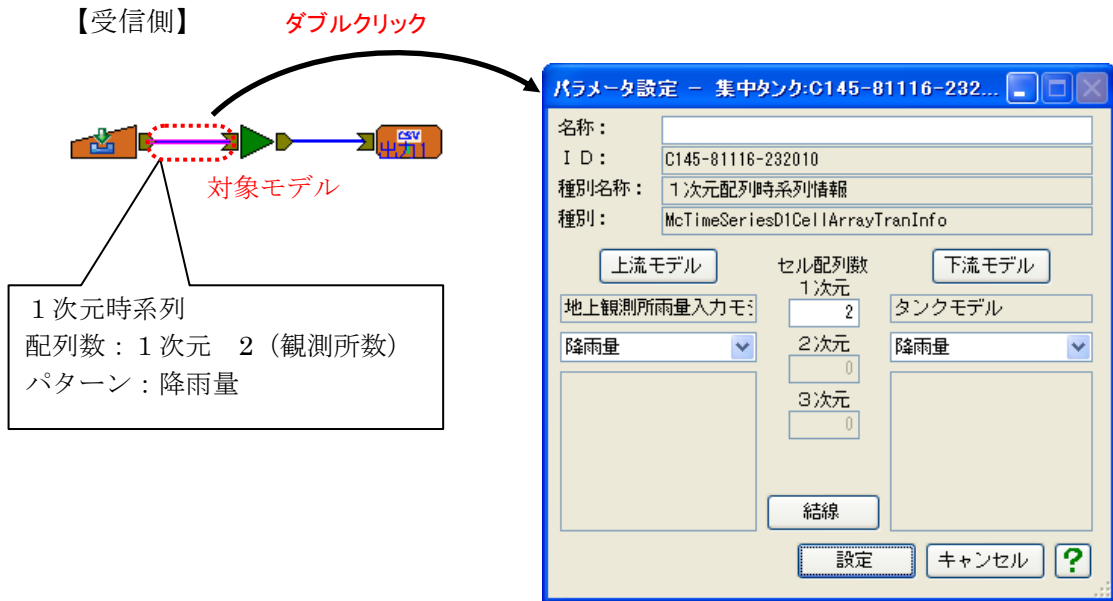 【受信側】
ダブルクリック
CSV
出力1
対象モデル
1次元時系列
配列数：1次元　2（観測所数）
パターン：降雨量
パラメータ設定 － 集中タンク:C145-81116-232...
名称：
ＩＤ：
C145-81116-232010
種別名称：
１次元配列時系列情報
種別：
McTimeSeriesD1CellArrayTranInfo
上流モデル
セル配列数
下流モデル
１次元
地上観測所雨量入力モ
2
タンクモデル
降雨量
２次元
降雨量
0
３次元
0
結線
設定
キャンセル
?